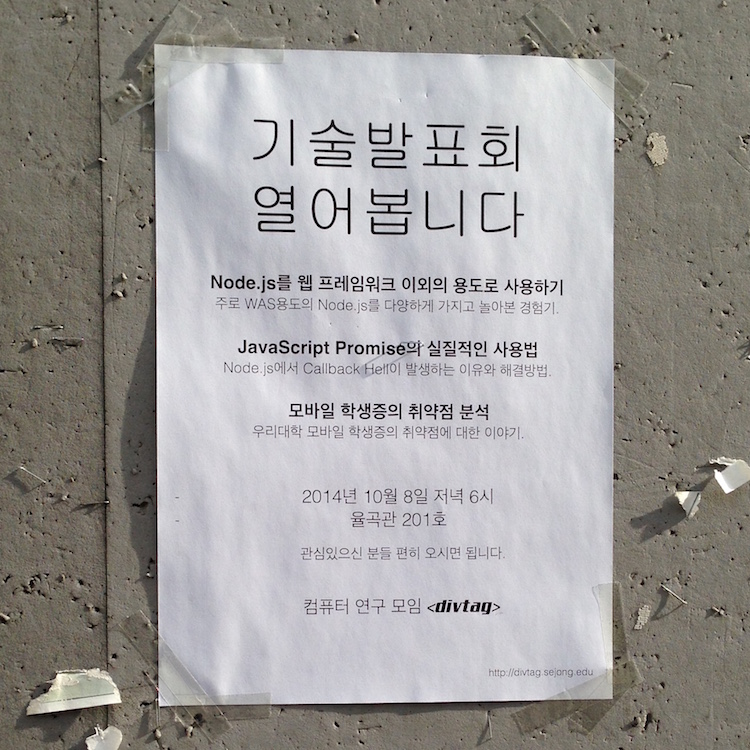 기술발표회
열어봅니다
Node.js를 웹 프레임워크 이외의 용도로 사용하기
주로 WAS용도의 Node.js를 다양하게 가지고 놀아본 경험기.
JavaScript Promise의 실질적인 사용법
Node.js에서 Callback Hell이 발생하는 이유와 해결방법.
모바일 학생증의 취약점 분석
우리대학 모바일 학생증의 취약점에 대한 이야기.
2014년 10월 8일 저녁 6시
율곡관 201호
관심있으신 분들 편히 오시면 됩니다.
컴퓨터 연구 모임 <divtag>
http://divtag.sejong.edu